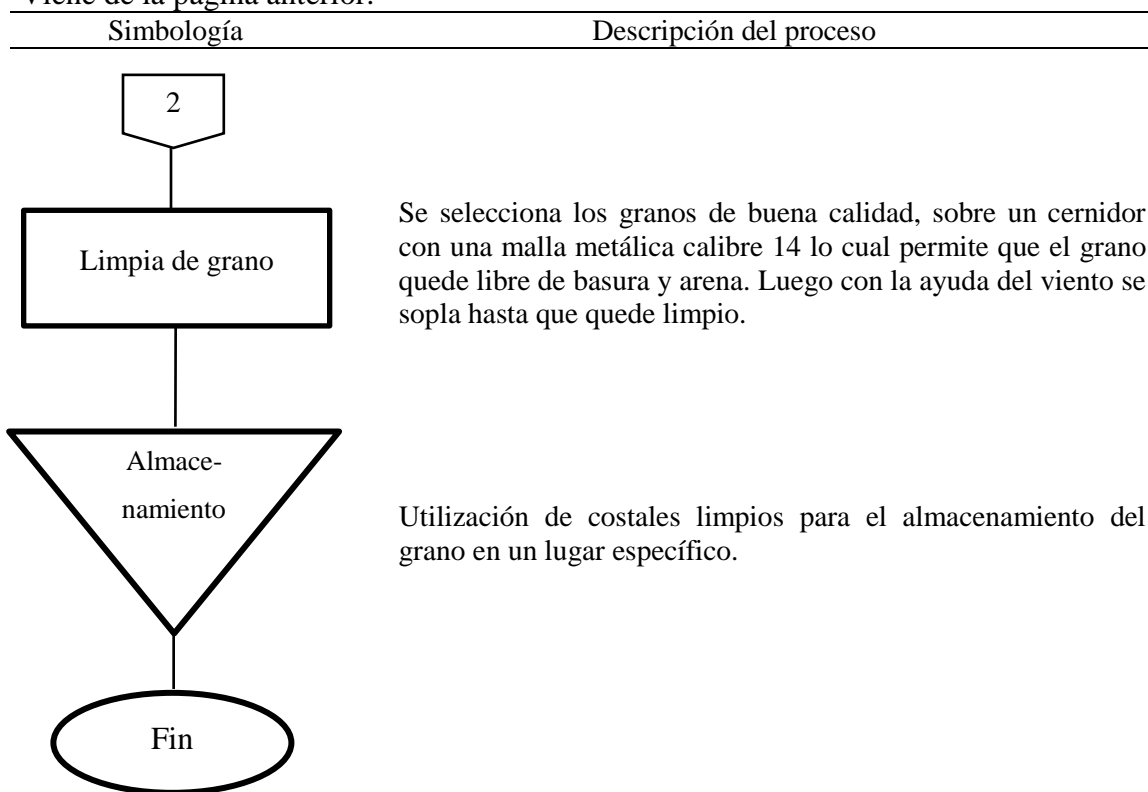 Viene de la página anterior.
Simbología Descripción del proceso
2
Limpia de grano
Se selecciona los granos de buena calidad, sobre un cernidor
con una malla metálica calibre 14 lo cual permite que el grano
quede libre de basura y arena. Luego con la ayuda del viento se
sopla hasta que quede limpio.
Almace-
namiento
Utilización de costales limpios para el almacenamiento del
grano en un lugar específico.
Fin